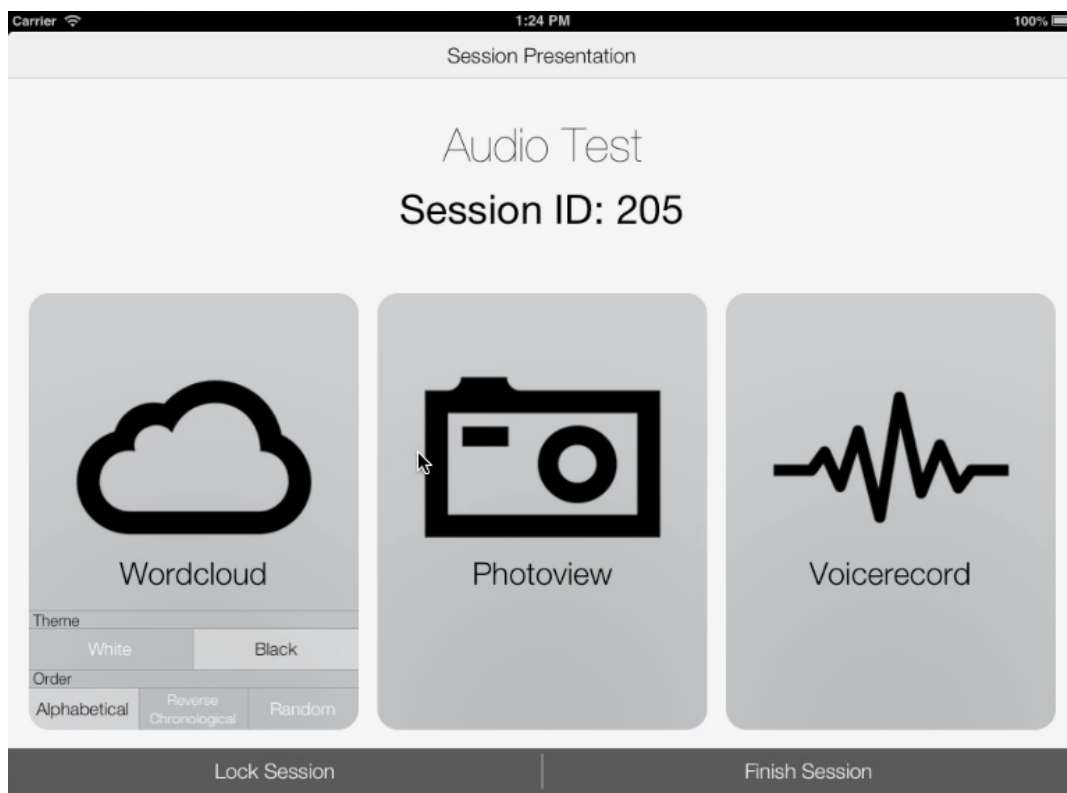 Carrier 1:24 PM 100%
Session Presentation
Audio Test
Session ID: 205
Wordcloud Photoview Voicerecord
Theme
White Black
Order
Alphabetical Reverse Chronological Random
Lock Session Finish Session